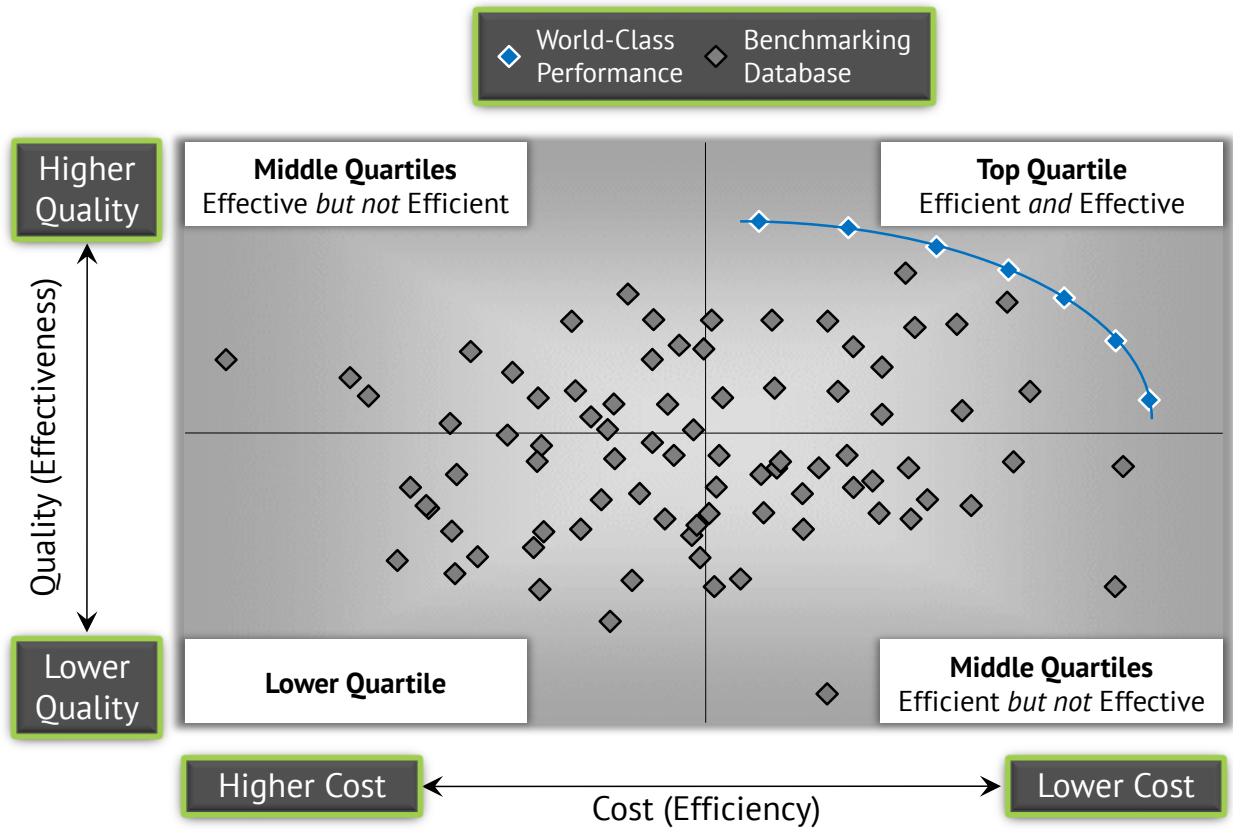 World-Class
Performance
Benchmarking
Database
Higher
Quality
Middle Quartiles
Effective but not Efficient
Top Quartile
Efficient and Effective
Quality (Effectiveness)
Lower
Quality
Lower Quartile
Middle Quartiles
Efficient but not Effective
Higher Cost
Cost (Efficiency)
Lower Cost